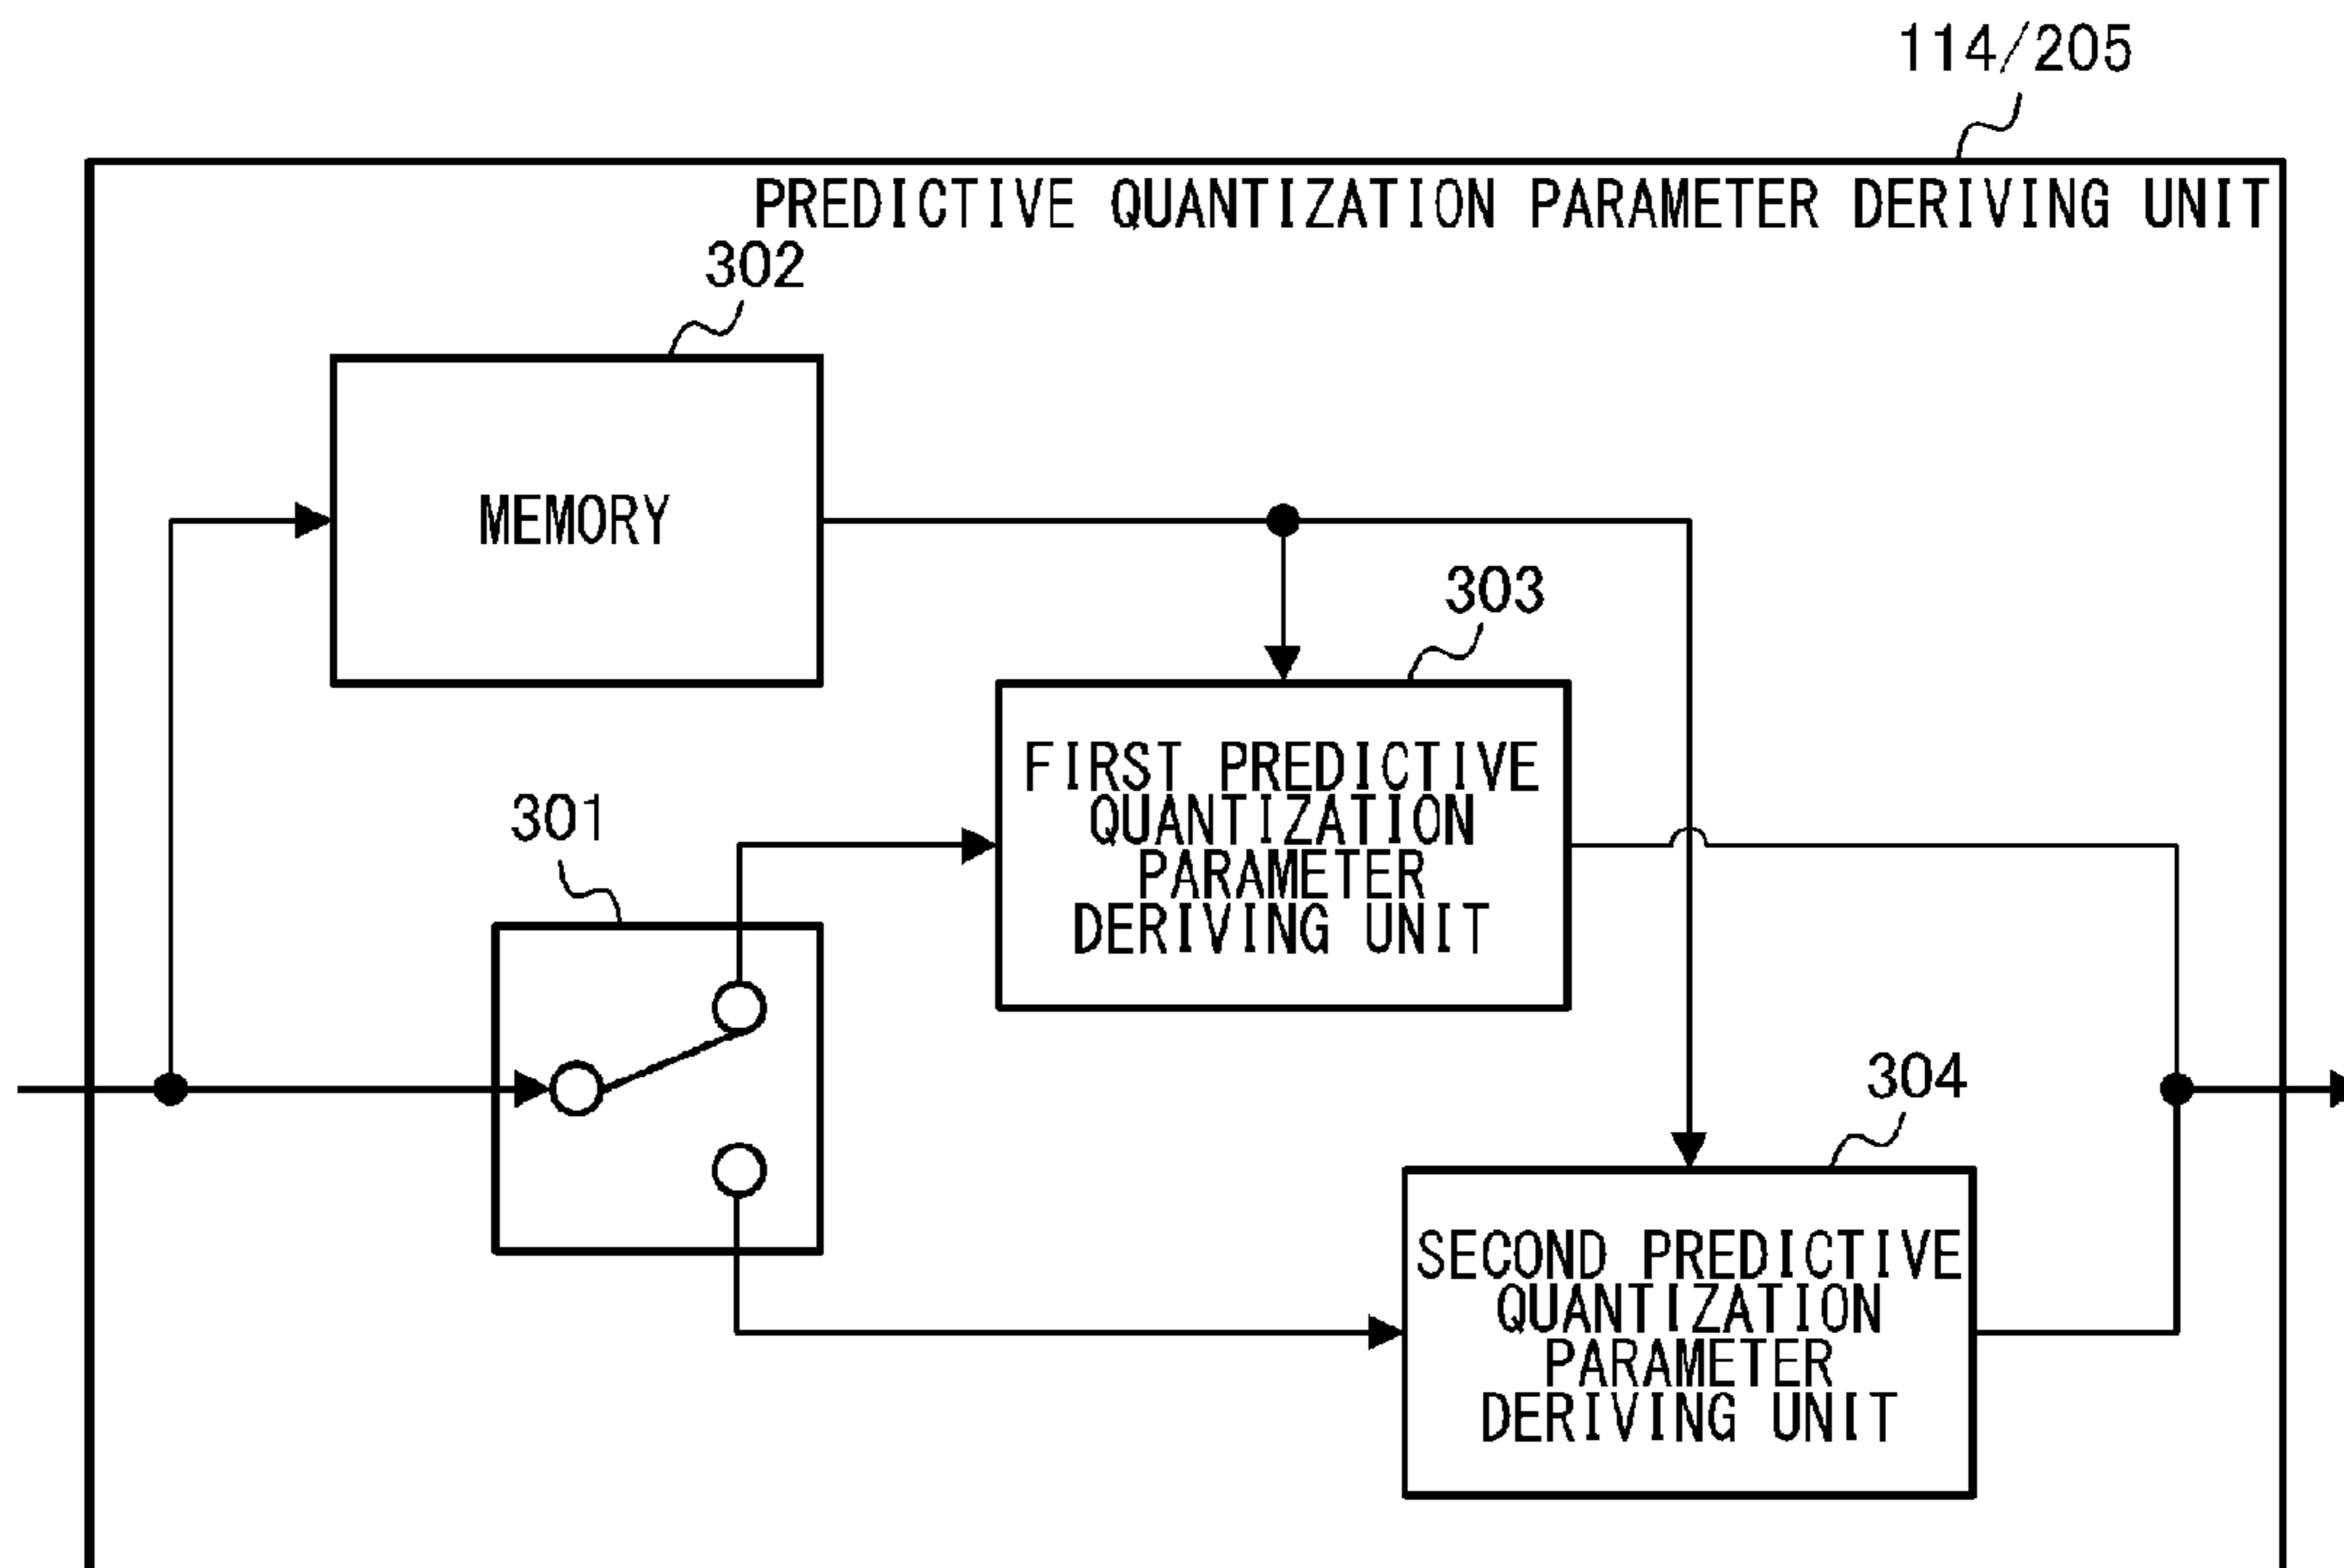 114/205
PREDICTIVE QUANTIZATION PARAMETER DERIVING UNIT
302
MEMORY
303
FIRST PREDICTIVE
QUANTIZATION
PARAMETER
DERIVING UNIT
301
304
SECOND PREDICTIVE
QUANTIZATION
PARAMETER
DERIVING UNIT